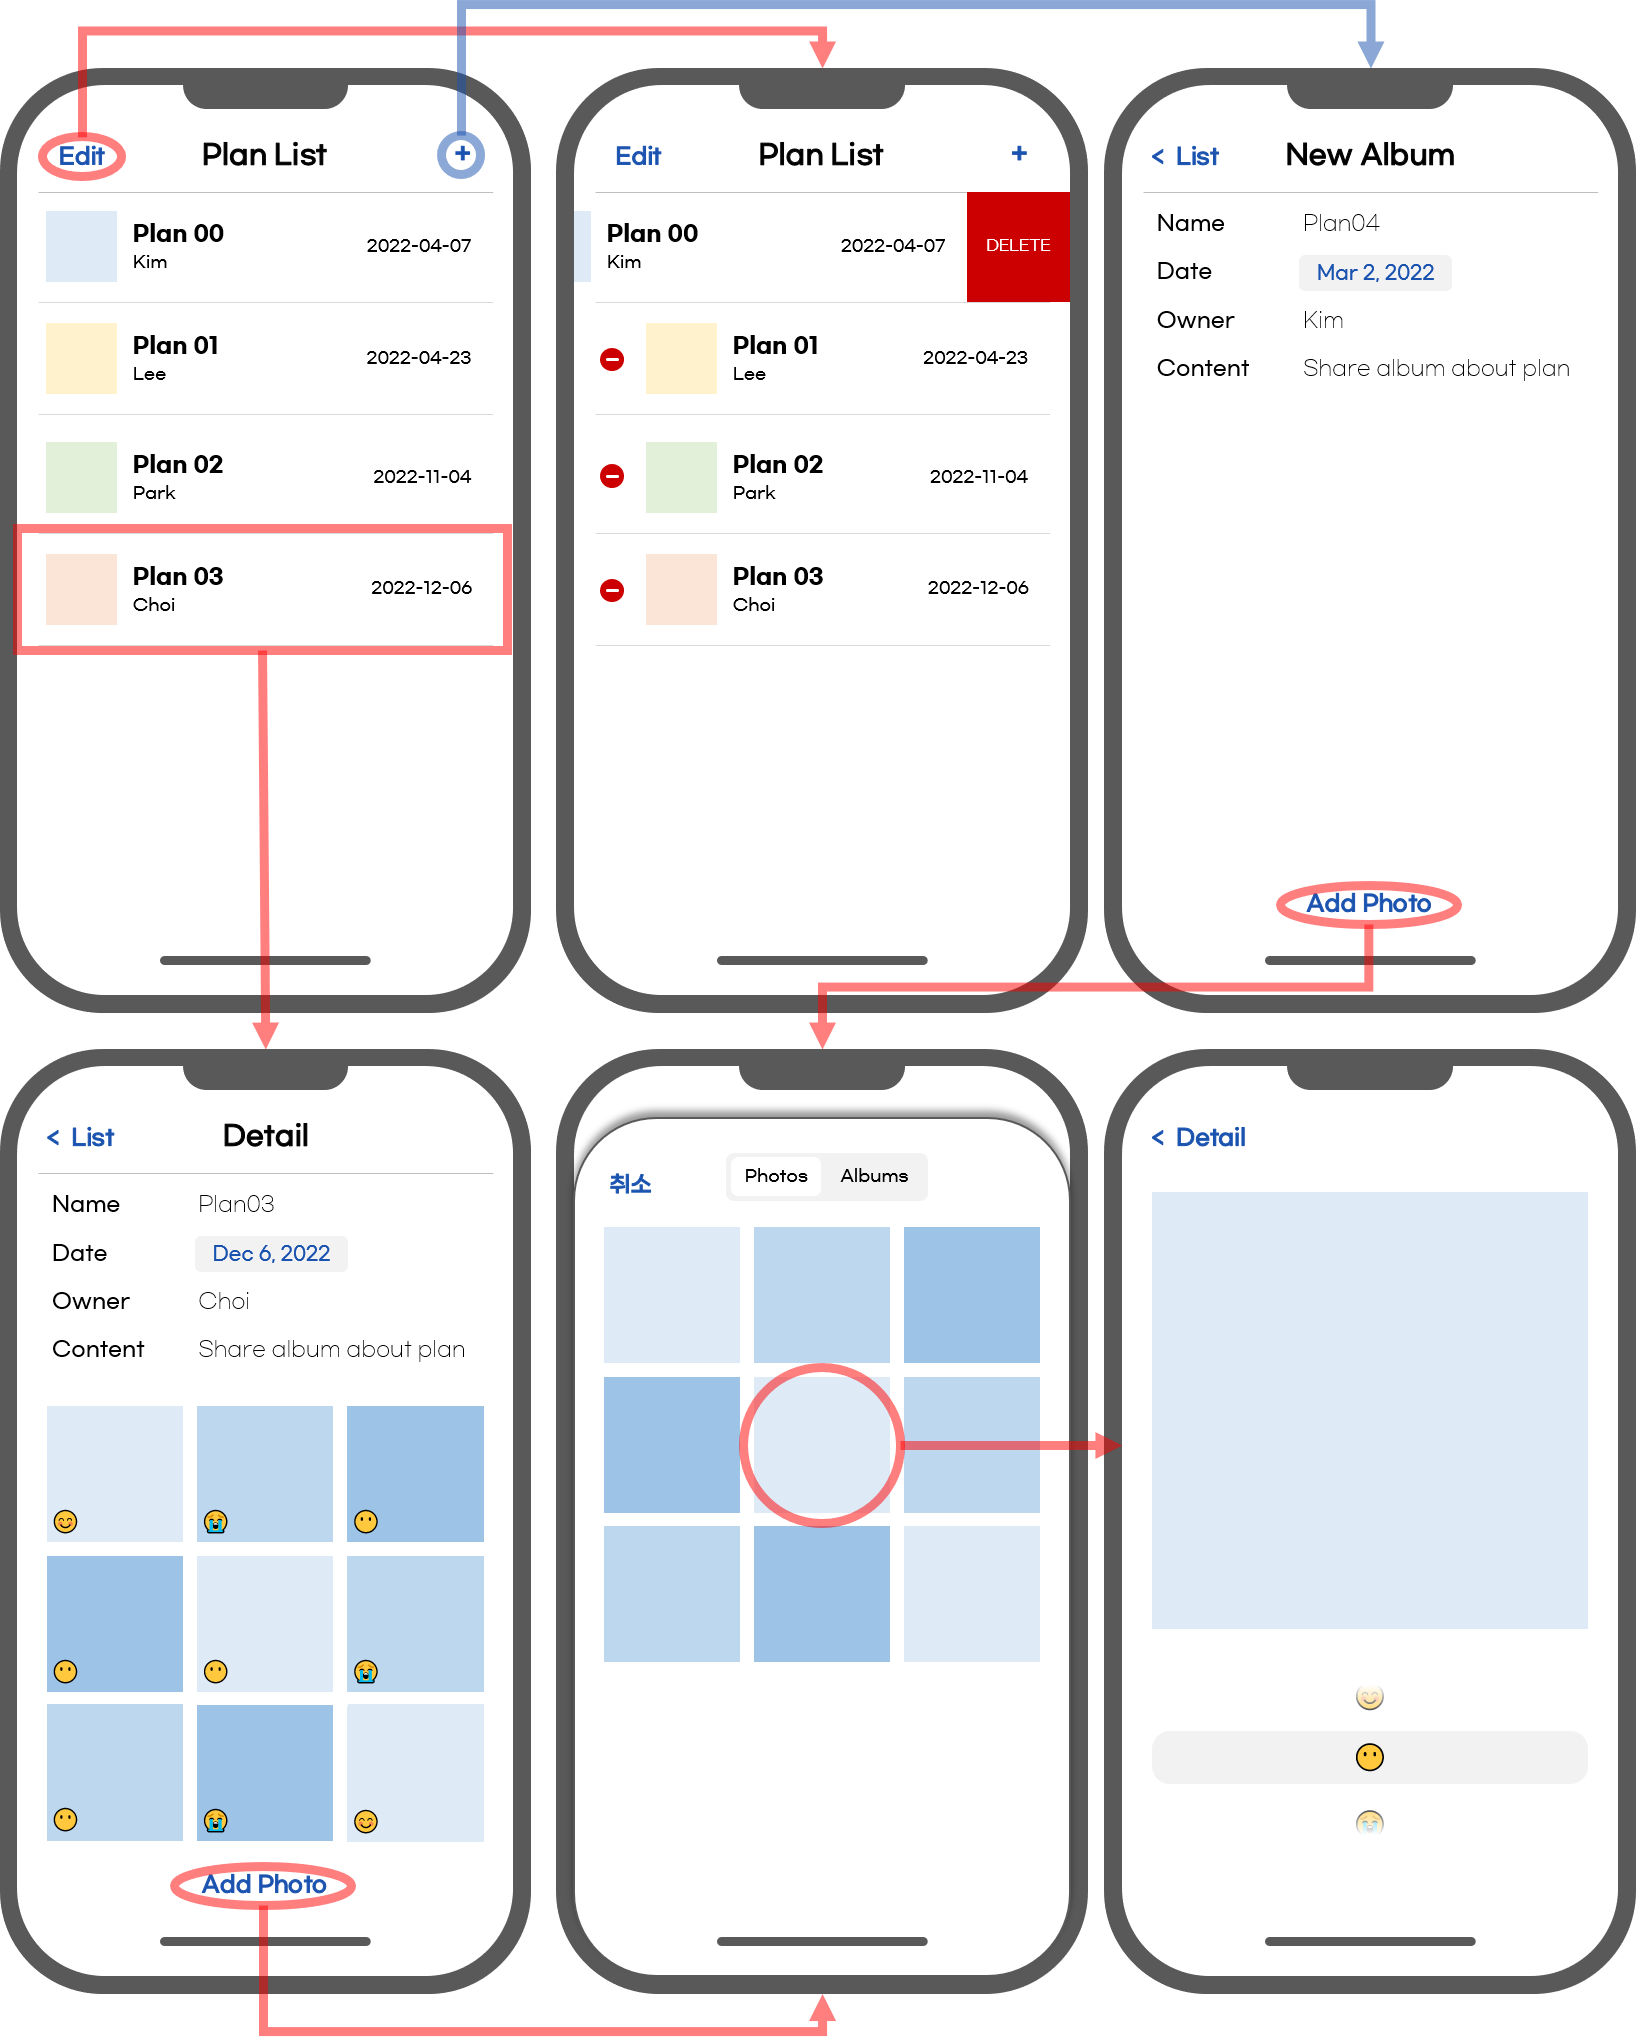 Edit Plan List +
Plan 00
Kim
2022-04-07
Plan 01
Lee
2022-04-23
Plan 02
Park
2022-11-04
Plan 03
Choi
2022-12-06
Edit Plan List +
Plan 00
Kim
2022-04-07
DELETE
Plan 01
Lee
2022-04-23
Plan 02
Park
2022-11-04
Plan 03
Choi
2022-12-06
< List New Album
Name Plan04
Date Mar 2, 2022
Owner Kim
Content Share album about plan
Add Photo
< List Detail
Name Plan03
Date Dec 6, 2022
Owner Choi
Content Share album about plan
Add Photo
취소 Photos Albums
< Detail